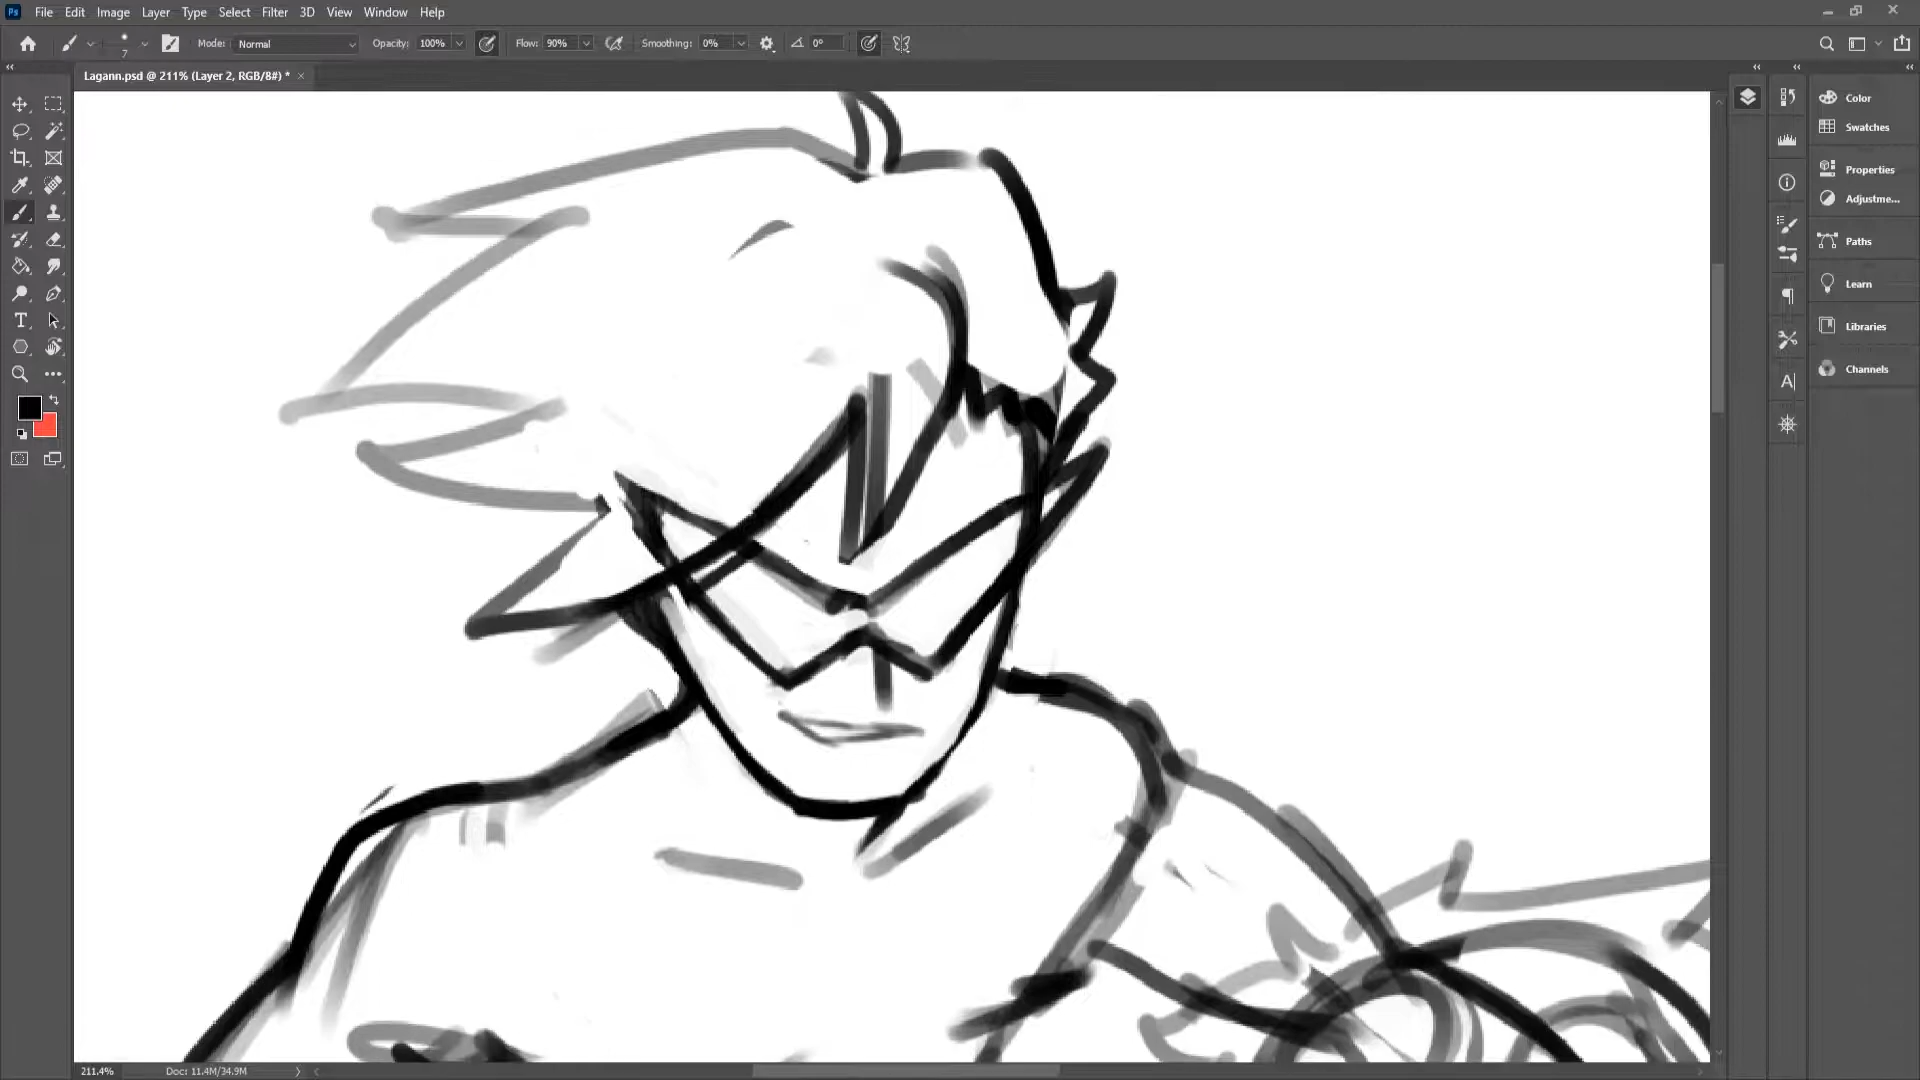 Ps File Edit Image Layer Type Select Filter 3D View Window Help
7 Mode: Normal Opacity: 100% Flow: 90% Smoothing: 0% 0°
Lagann.psd @ 211% (Layer 2, RGB/8#) * ×
Color
Swatches
Properties
Adjustme...
Paths
Learn
Libraries
Channels
211.4% Doc: 11.4M/34.9M